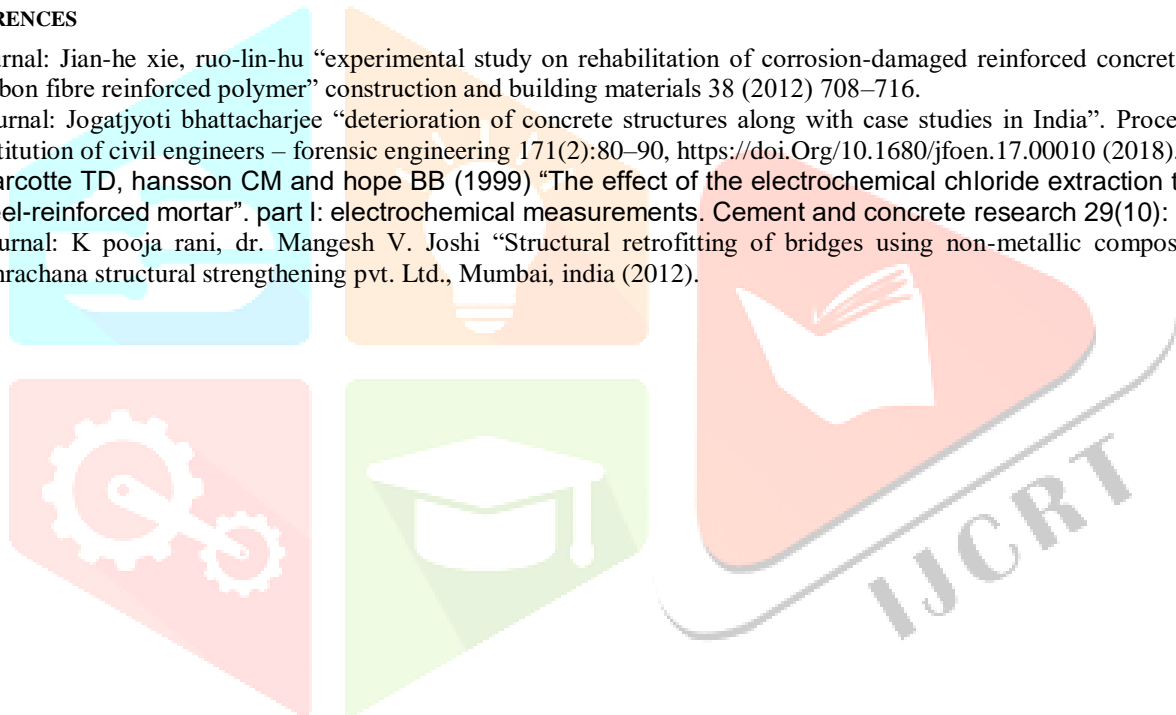 RENCES
rnal: Jian-he xie, ruo-lin-hu “experimental study on rehabilitation of corrosion-damaged reinforced concret
bon fibre reinforced polymer” construction and building materials 38 (2012) 708–716.
urnal: Jogatjyoti bhattacharjee “deterioration of concrete structures along with case studies in India”. Proce
titution of civil engineers – forensic engineering 171(2):80–90, https://doi.Org/10.1680/jfoen.17.00010 (2018).
arcotte TD, hansson CM and hope BB (1999) “The effect of the electrochemical chloride extraction t
eel-reinforced mortar”. part I: electrochemical measurements. Cement and concrete research 29(10):
urnal: K pooja rani, dr. Mangesh V. Joshi “Structural retrofitting of bridges using non-metallic compos
nrachana structural strengthening pvt. Ltd., Mumbai, india (2012).
IJCRT